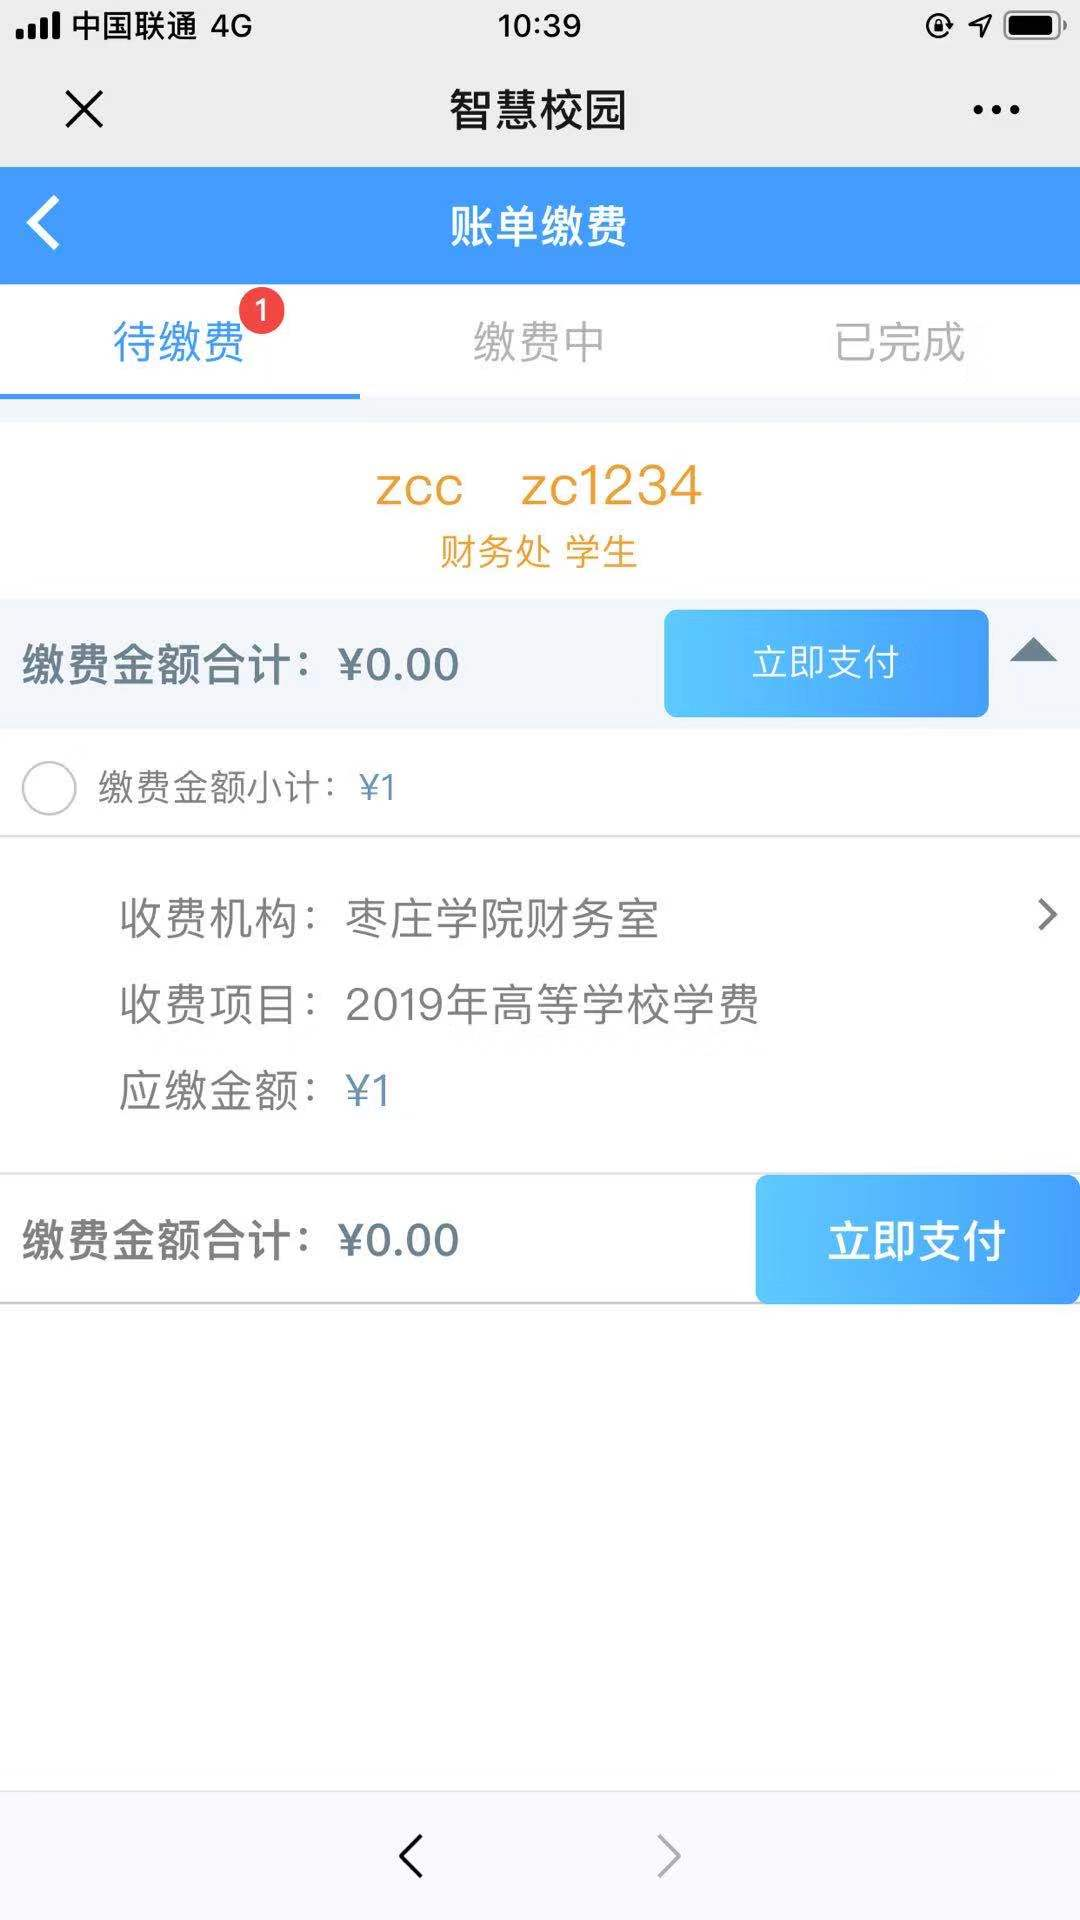 中国联通 4G 10:39
智慧校园
账单缴费
待缴费 1 缴费中 已完成
zcc zc1234
财务处 学生
缴费金额合计：¥0.00 立即支付
缴费金额小计：¥1
收费机构：枣庄学院财务室
收费项目：2019年高等学校学费
应缴金额：¥1
缴费金额合计：¥0.00 立即支付